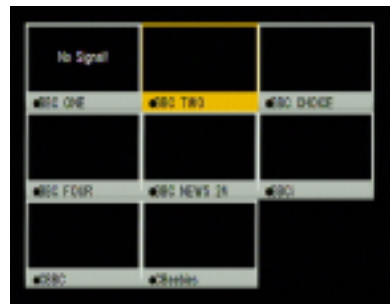 No Signal!
BBC ONE
BBC TWO
BBC CHOICE
BBC FOUR
BBC NEWS 24
BBCi
CBBC
CBeebies